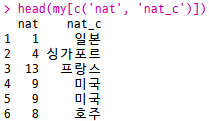 > head(my[c('nat', 'nat_c')])
nat nat_c
1 1 일본
2 4 싱가포르
3 13 프랑스
4 9 미국
5 9 미국
6 8 호주